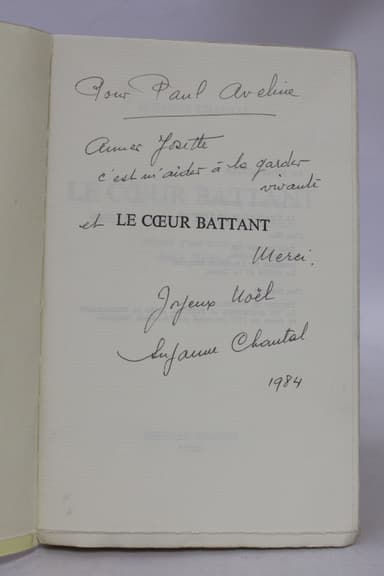 Pour Paul Aveline
Aimer Josette
c'est m'aider à la garder
vivante
et LE CŒUR BATTANT
Merci.
Joyeux Noël
Suzanne Chantal
1984